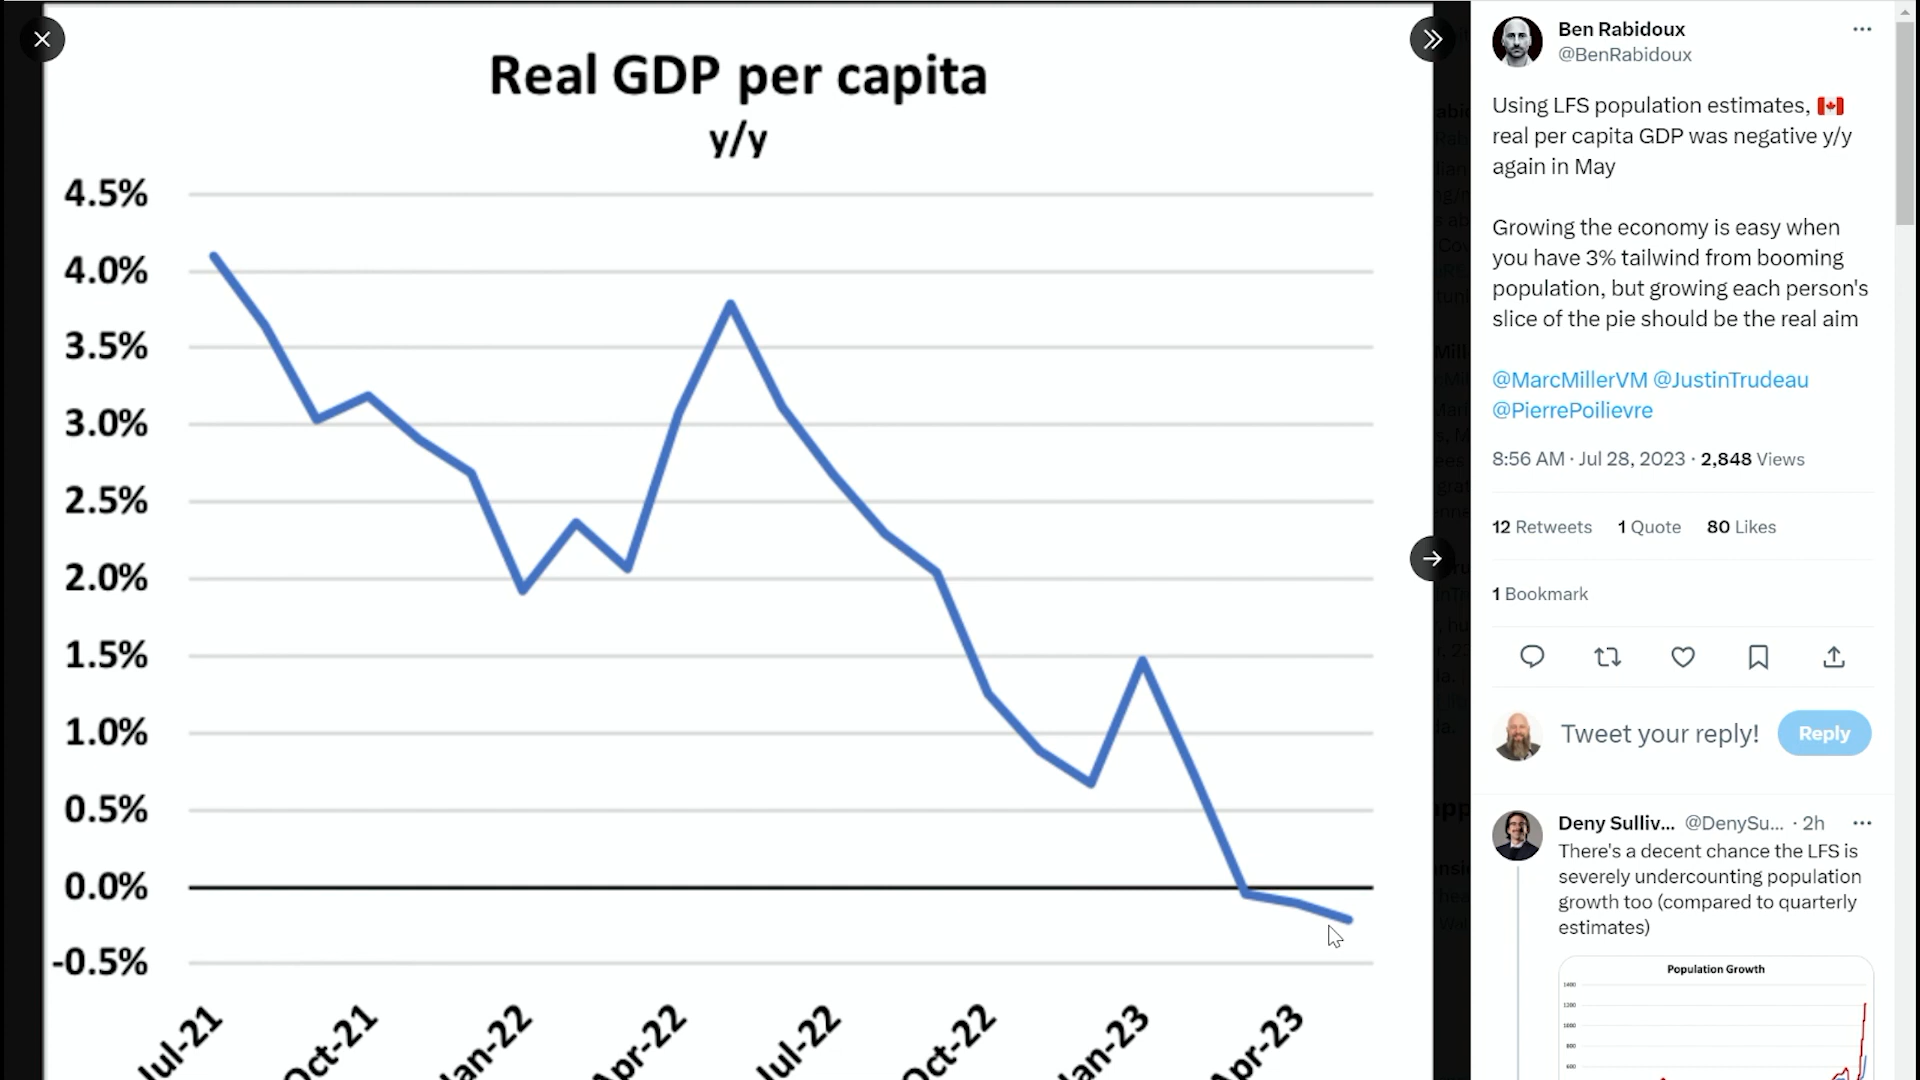 Real GDP per capita
y/y
4.5%
4.0%
3.5%
3.0%
2.5%
2.0%
1.5%
1.0%
0.5%
0.0%
-0.5%
Jul-21
Oct-21
Jan-22
Apr-22
Jul-22
Oct-22
Jan-23
Apr-23
Ben Rabidoux
@BenRabidoux
Using LFS population estimates, 🇨🇦
real per capita GDP was negative y/y
again in May
Growing the economy is easy when
you have 3% tailwind from booming
population, but growing each person's
slice of the pie should be the real aim
@MarcMillerVM @JustinTrudeau
@PierrePoilievre
8:56 AM · Jul 28, 2023 · 2,848 Views
12 Retweets 1 Quote 80 Likes
1 Bookmark
Tweet your reply!
Reply
Deny Sulliv... @DenySu... · 2h
There's a decent chance the LFS is
severely undercounting population
growth too (compared to quarterly
estimates)
Population Growth
1400
1200
1000
800
600